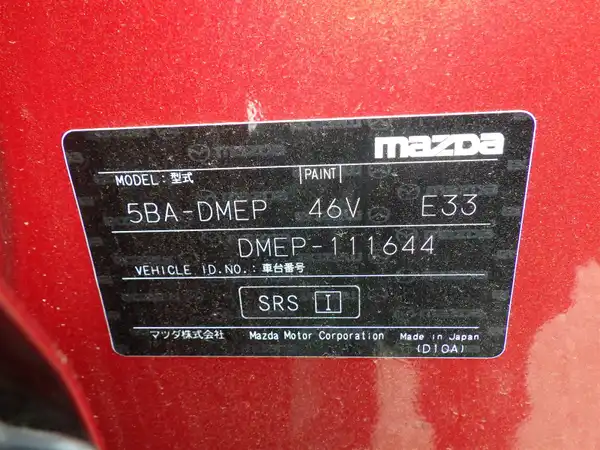 mazda
MODEL:型式 PAINT
5BA-DMEP 46V E33
DMEP-111644
VEHICLE ID.NO.:車台番号
SRS I
マツダ株式会社 Mazda Motor Corporation Made in Japan
(D10A)